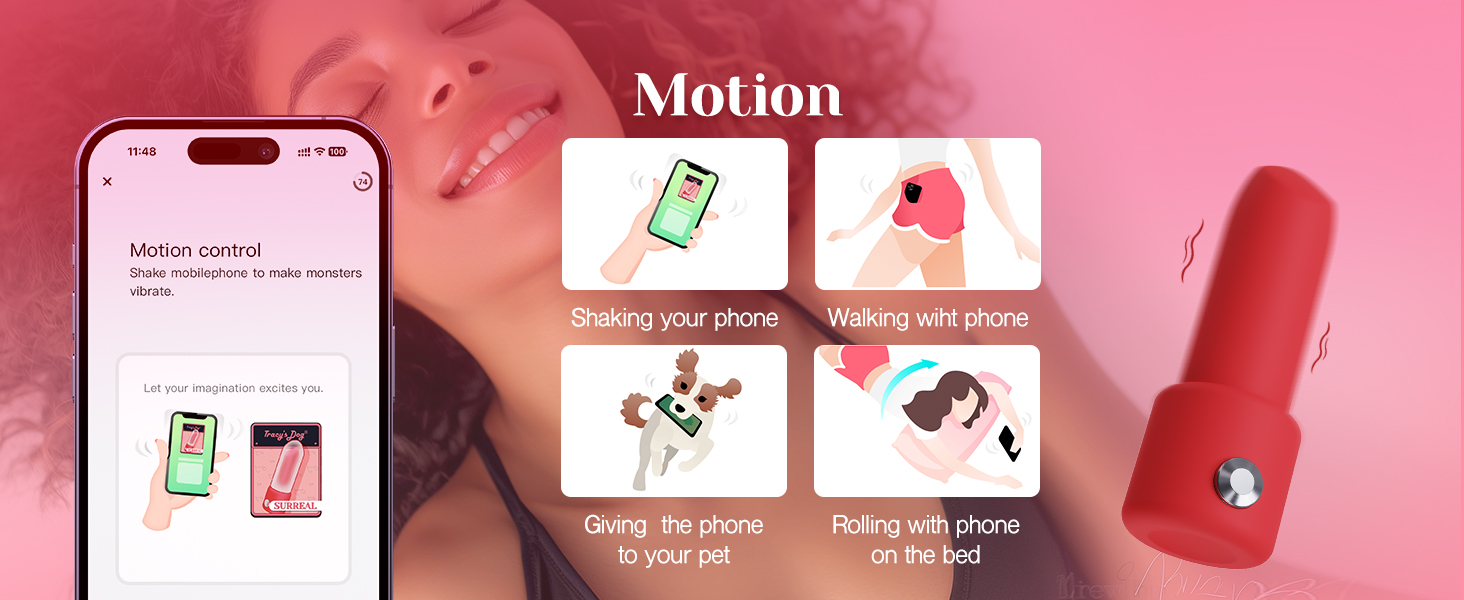 Motion
11:48
100
74
Motion control
Shake mobilephone to make monsters
vibrate.
Let your imagination excites you.
Tracy's Dog
SURREAL
Shaking your phone
Walking wiht phone
Giving the phone
to your pet
Rolling with phone
on the bed